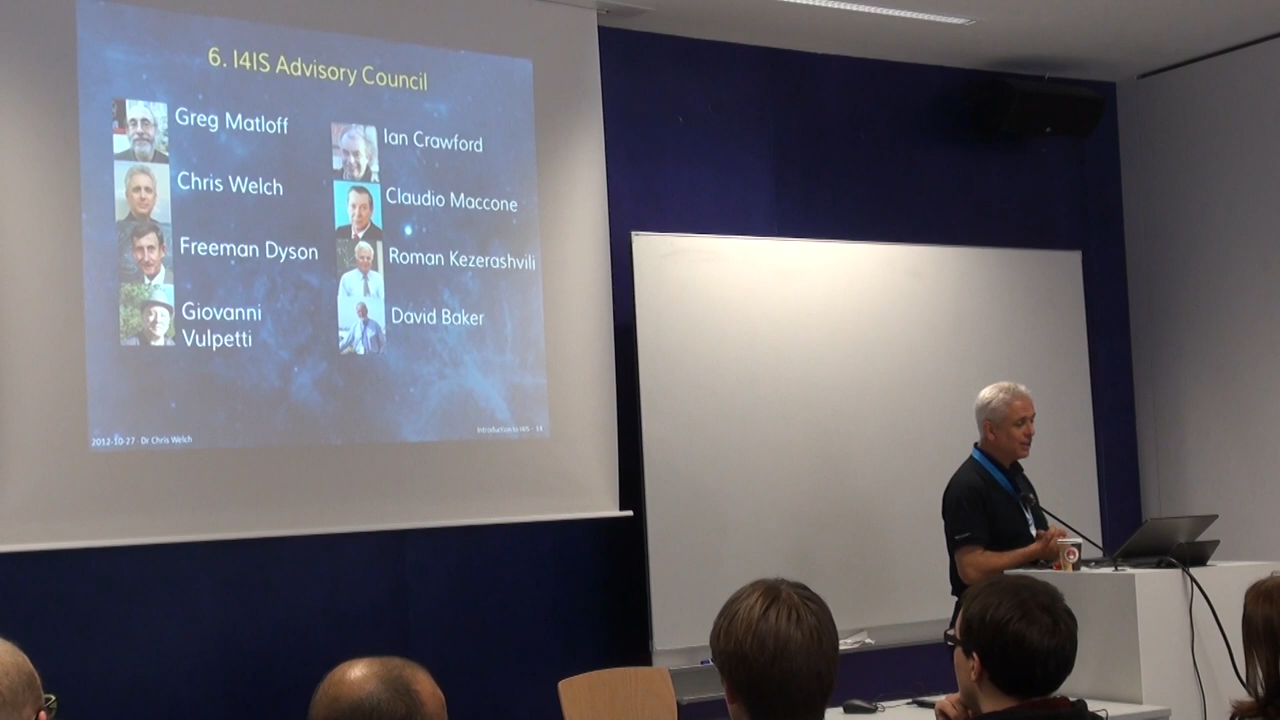 6. I4IS Advisory Council
Greg Matloff
Chris Welch
Freeman Dyson
Giovanni
Vulpetti
Ian Crawford
Claudio Maccone
Roman Kezerashvili
David Baker
2012-10-27 - Dr Chris Welch
Introduction to I4IS - 14